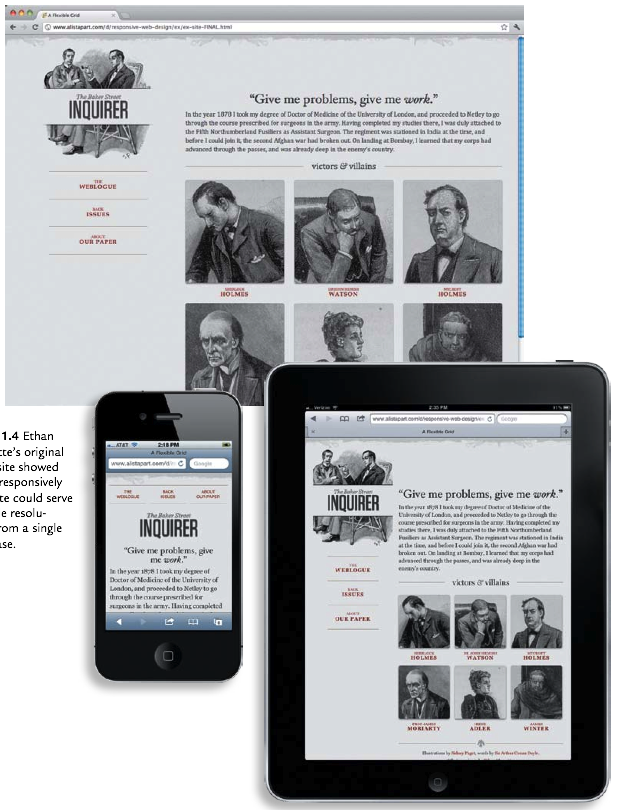 A Flexible Grid
www.alistapart.com/d/responsive-web-design/ex/ex-site-FINAL.html
The Baker Street
INQUIRER
THE
WEBLOGUE
BACK
ISSUES
ABOUT
OUR PAPER
“Give me problems, give me work.”
In the year 1878 I took my degree of Doctor of Medicine of the University of London, and proceeded to Netley to go
through the course prescribed for surgeons in the army. Having completed my studies there, I was duly attached to
the Fifth Northumberland Fusiliers as Assistant Surgeon. The regiment was stationed in India at the time, and
before I could join it, the second Afghan war had broken out. On landing at Bombay, I learned that my corps had
advanced through the passes, and was already deep in the enemy's country.
victors & villains
SHERLOCK
HOLMES
WATSON
MYCROFT
HOLMES
1.4 Ethan
te's original
site showed
responsively
te could serve
e resolu-
rom a single
se.
AT&T
2:18 PM
A Flexible Grid
www.alistapart.com/d/
Google
THE
WEBLOGUE
BACK
ISSUES
ABOUT
OUR PAPER
The Baker Street
INQUIRER
“Give me problems, give
me work.”
In the year 1878 I took my degree of
Doctor of Medicine of the University of
London, and proceeded to Netley to go
through the course prescribed for
surgeons in the army. Having completed
Verizon
2:20 PM
91%
www.alistapart.com/d/responsive-web-design/ex
Google
A Flexible Grid
The Baker Street
INQUIRER
THE
WEBLOGUE
BACK
ISSUES
ABOUT
OUR PAPER
“Give me problems, give me work.”
In the year 1878 I took my degree of Doctor of Medicine of the
University of London, and proceeded to Netley to go through the
course prescribed for surgeons in the army. Having completed my
studies there, I was duly attached to the Fifth Northumberland
Fusiliers as Assistant Surgeon. The regiment was stationed in India
at the time, and before I could join it, the second Afghan war had
broken out. On landing at Bombay, I learned that my corps had
advanced through the passes, and was already deep in the
enemy's country.
victors & villains
SHERLOCK
HOLMES
WATSON
MYCROFT
HOLMES
MORIARTY
IRENE
ADLER
WINTER
Illustrations by Sidney Paget, words by Sir Arthur Conan Doyle.